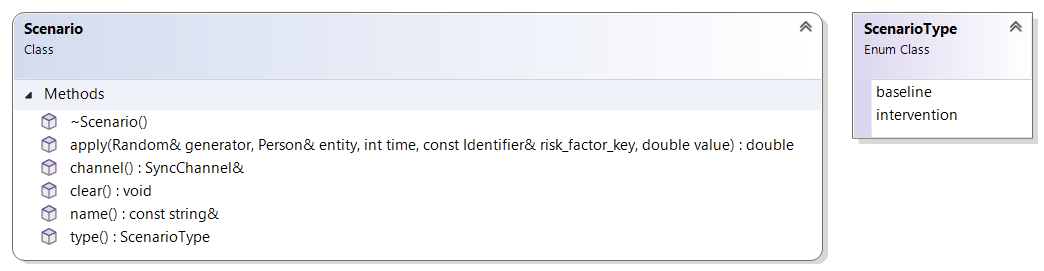 Scenario
Class
Methods
~Scenario()
apply(Random& generator, Person& entity, int time, const Identifier& risk_factor_key, double value) : double
channel() : SyncChannel&
clear() : void
name() : const string&
type() : ScenarioType
ScenarioType
Enum Class
baseline
intervention